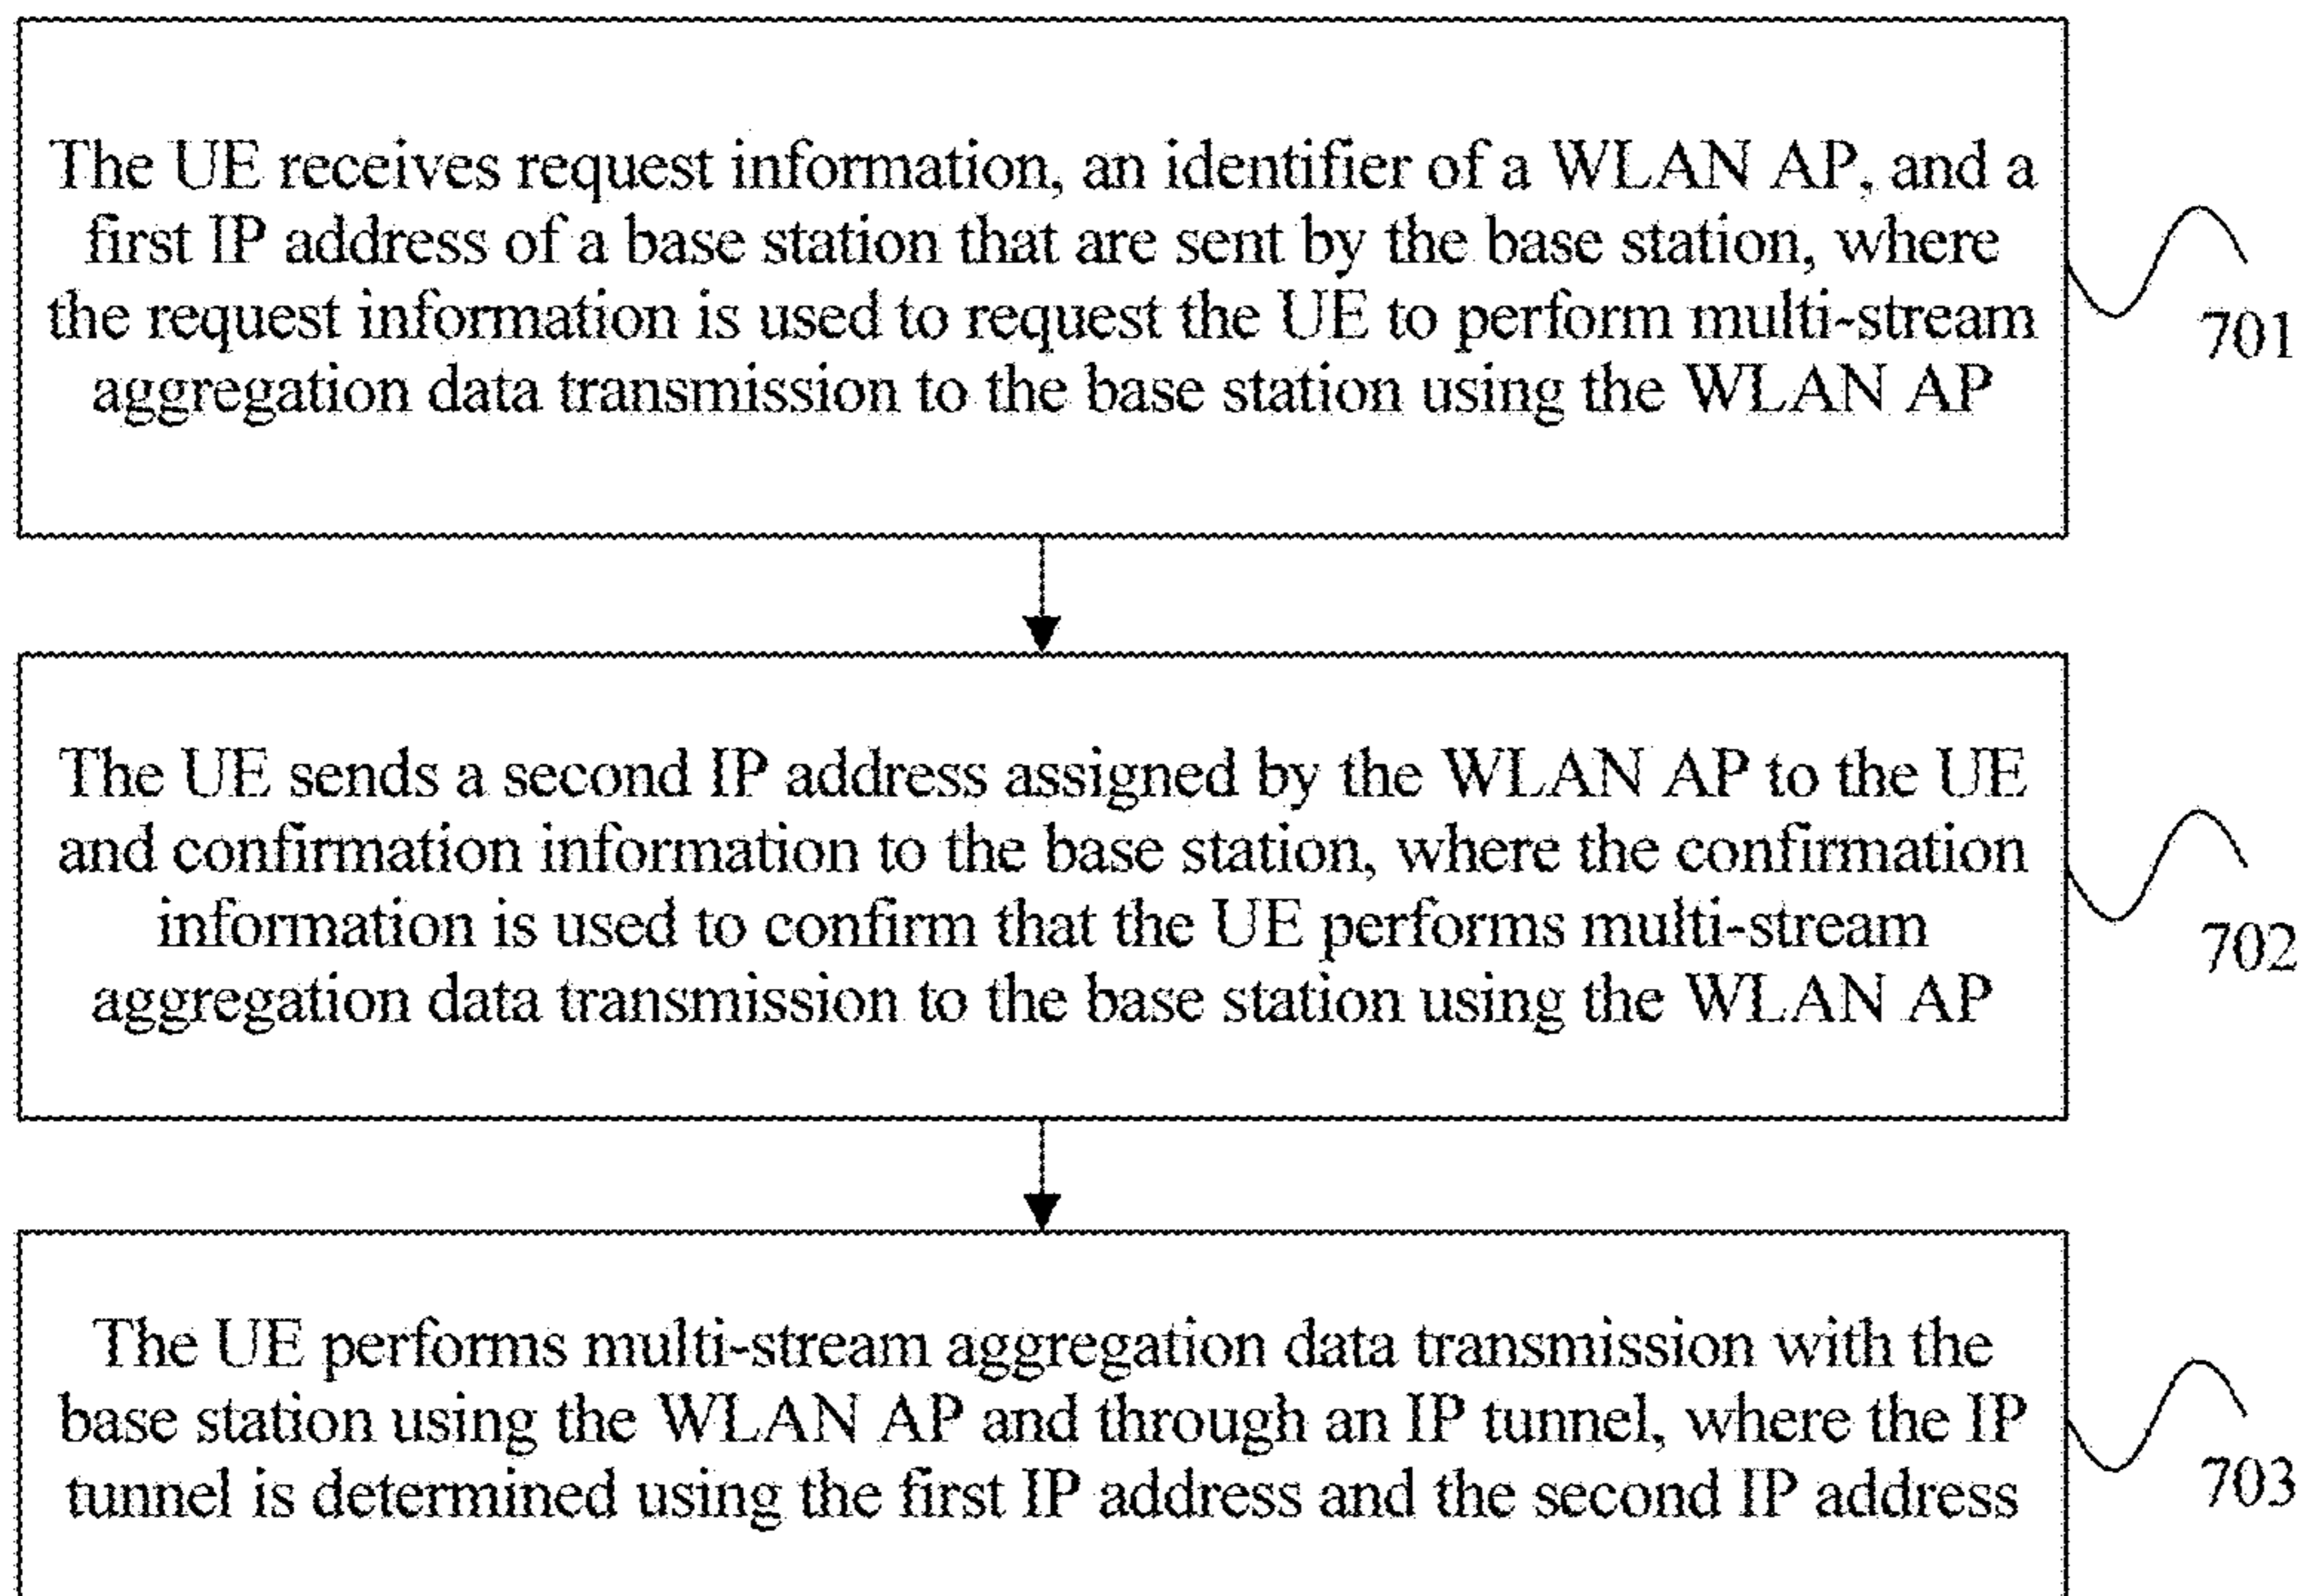 The UE receives request information, an identifier of a WLAN AP, and a
first IP address of a base station that are sent by the base station, where
the request information is used to request the UE to perform multi-stream
aggregation data transmission to the base station using the WLAN AP
701
The UE sends a second IP address assigned by the WLAN AP to the UE
and confirmation information to the base station, where the confirmation
information is used to confirm that the UE performs multi-stream
aggregation data transmission to the base station using the WLAN AP
702
The UE performs multi-stream aggregation data transmission with the
base station using the WLAN AP and through an IP tunnel, where the IP
tunnel is determined using the first IP address and the second IP address
703